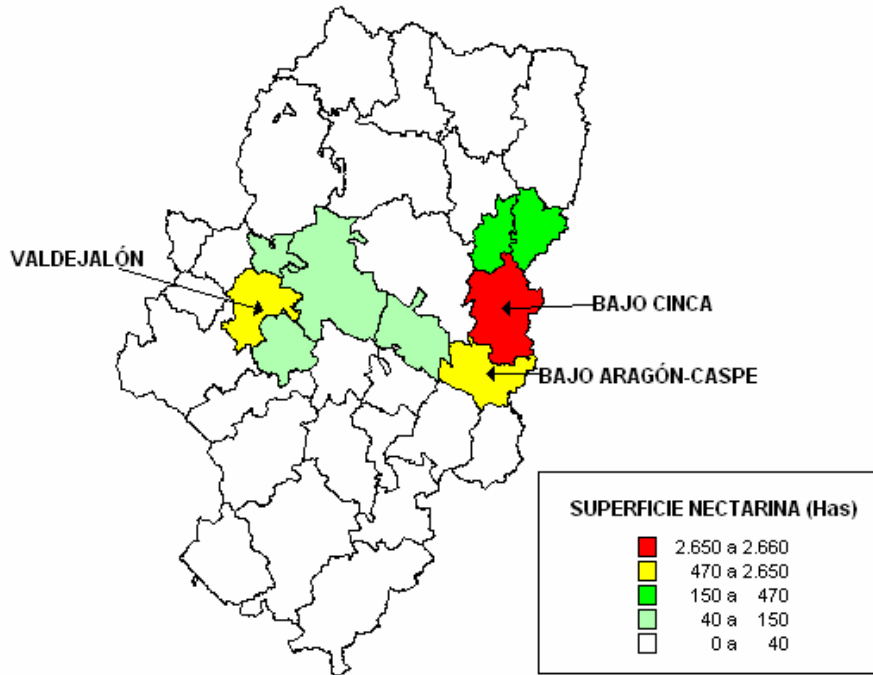 VALDEJALÓN
BAJO CINCA
BAJO ARAGÓN-CASPE
SUPERFICIE NECTARINA (Has)
2.650 a 2.660
470 a 2.650
150 a 470
40 a 150
0 a 40